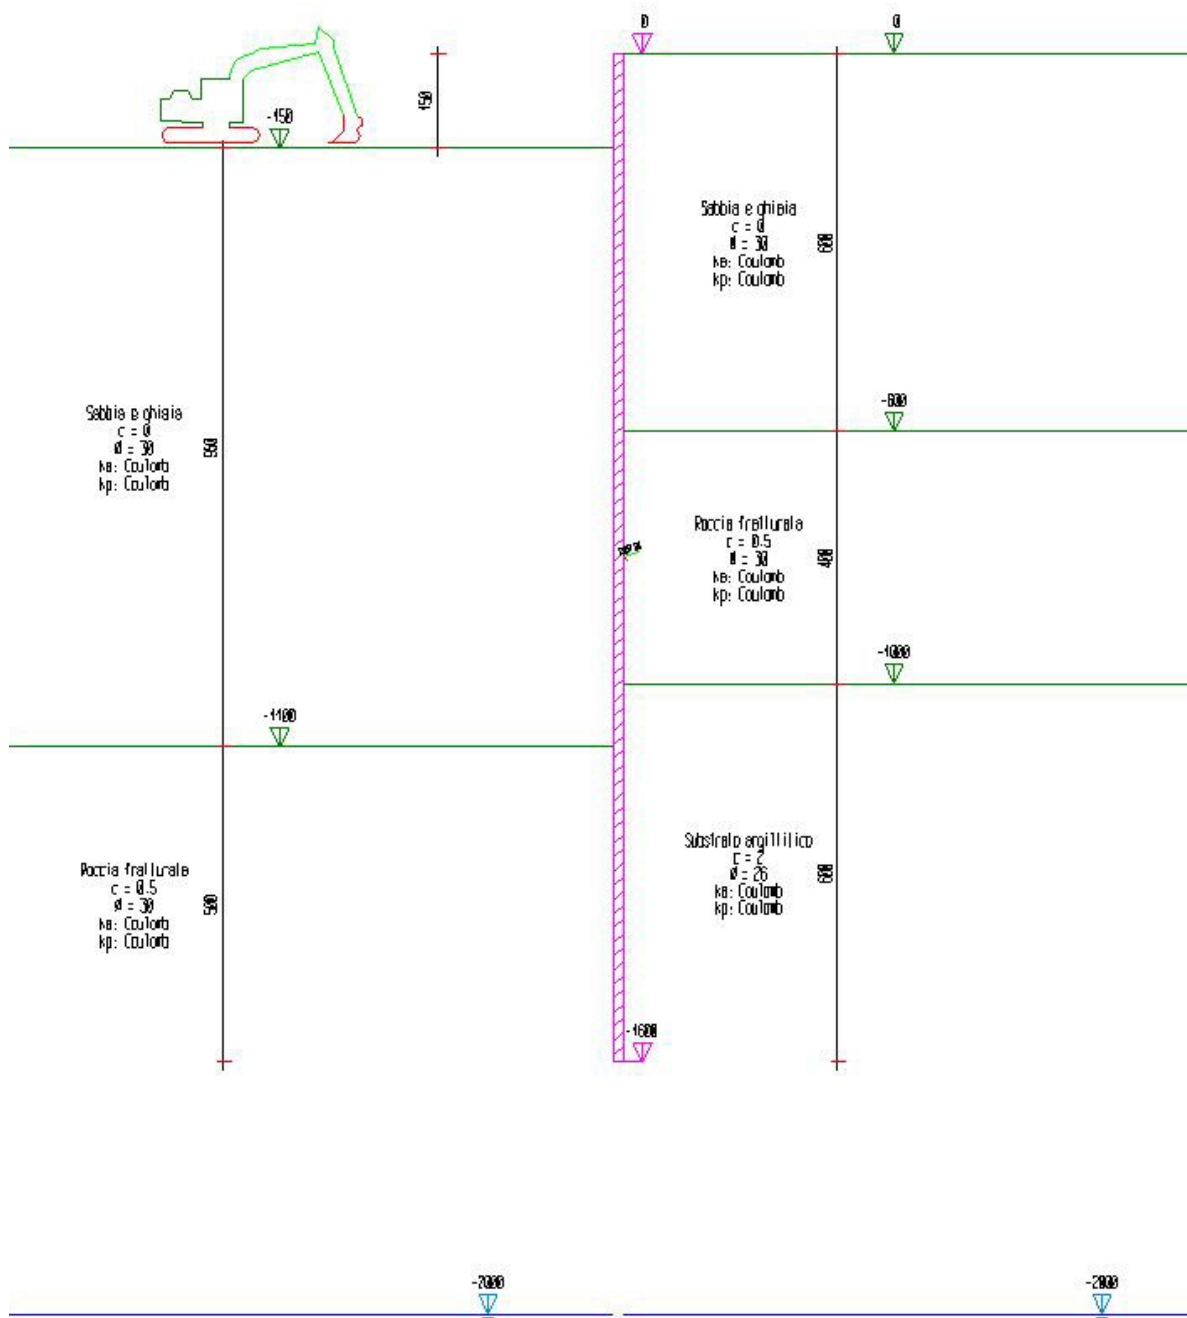 0
0
150
-150
Sabbia e ghiaia
c = 0
Ø = 30
ka: Coulomb
kp: Coulomb
600
Sabbia e ghiaia
c = 0
Ø = 30
ka: Coulomb
kp: Coulomb
950
-600
Roccia fratturata
c = 0.5
Ø = 30
ka: Coulomb
kp: Coulomb
400
-1000
-1100
Substrato argillitico
c = 2
Ø = 26
ka: Coulomb
kp: Coulomb
600
Roccia fratturata
c = 0.5
Ø = 30
ka: Coulomb
kp: Coulomb
500
-1600
-2000
-2000